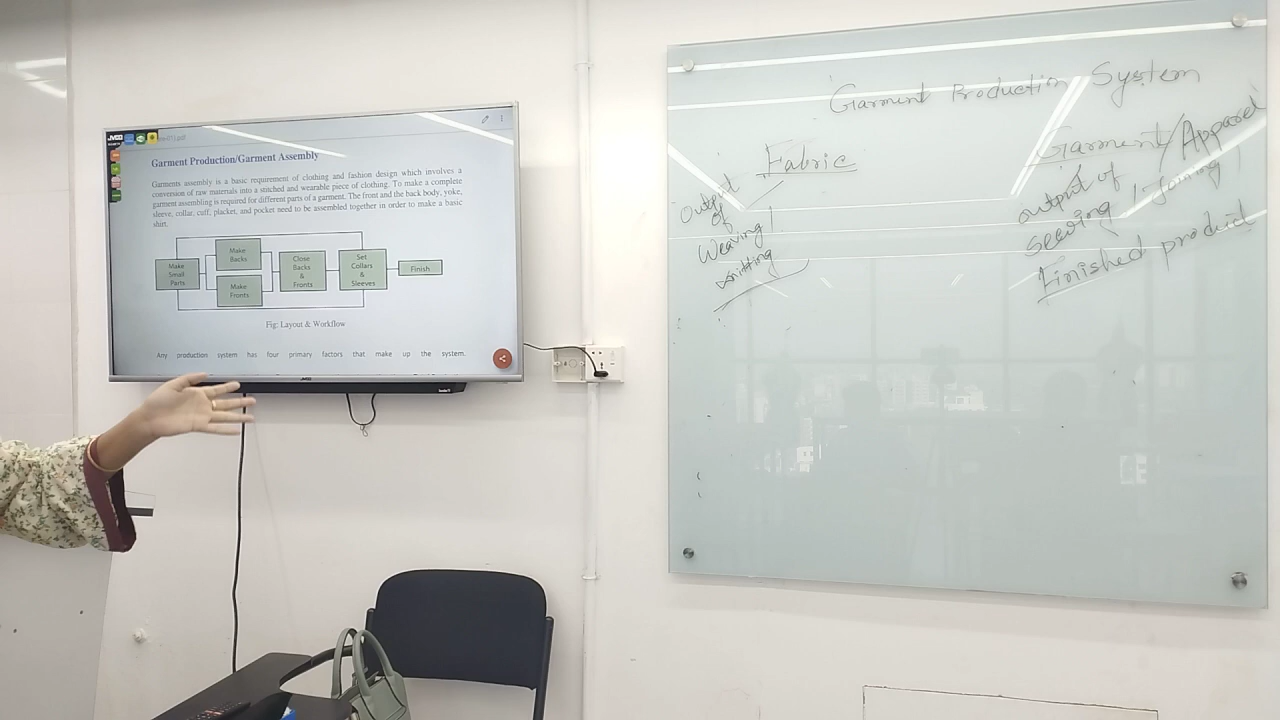 JVCO
Garment Production/Garment Assembly
Garments assembly is a basic requirement of clothing and fashion design which involves a
conversion of raw materials into a stitched and wearable piece of clothing. To make a complete
garment assembling is required for different parts of a garment. The front and the back body, yoke,
sleeve, collar, cuff, placket, and pocket need to be assembled together in order to make a basic
shirt.
Make
Small
Parts
Make
Backs
Make
Fronts
Close
Backs
&
Fronts
Set
Collars
&
Sleeves
Finish
Fig: Layout & Workflow
Any production system has four primary factors that make up the system.
JVCO
Garment Production System
Fabric
Output
of
Weaving/
knitting
Garment/Apparel
output of
sewing / joining /
Finished product